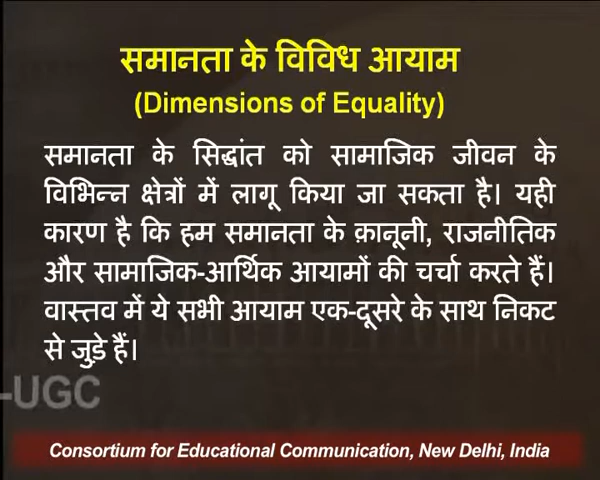 समानता के विविध आयाम
(Dimensions of Equality)
समानता के सिद्धांत को सामाजिक जीवन के
विभिन्न क्षेत्रों में लागू किया जा सकता है। यही
कारण है कि हम समानता के क़ानूनी, राजनीतिक
और सामाजिक-आर्थिक आयामों की चर्चा करते हैं।
वास्तव में ये सभी आयाम एक-दूसरे के साथ निकट
से जुड़े हैं।
-UGC
Consortium for Educational Communication, New Delhi, India